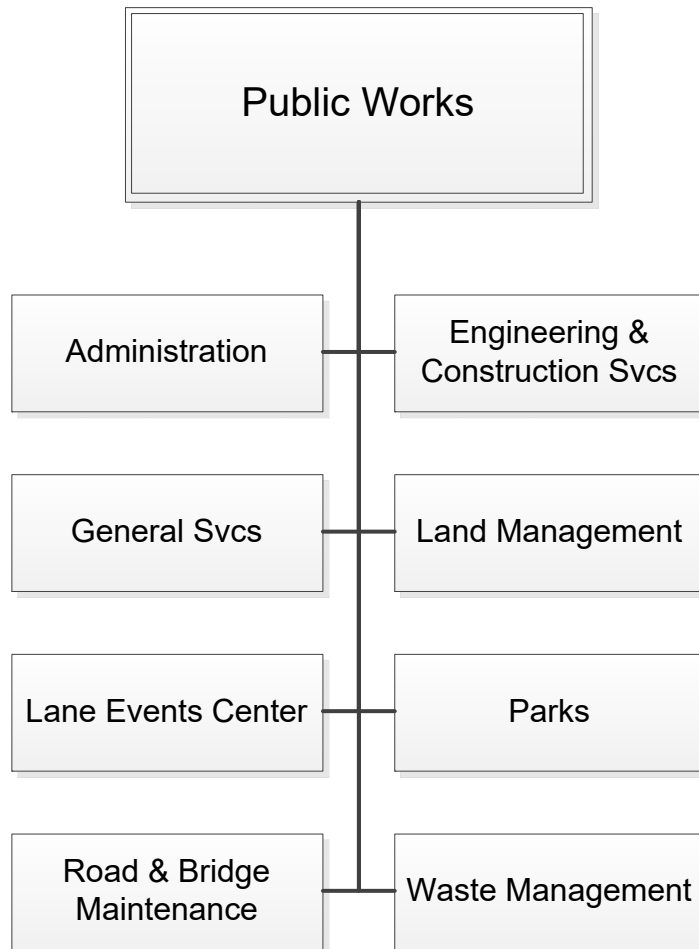 Public Works
Administration
Engineering &
Construction Svcs
General Svcs
Land Management
Lane Events Center
Parks
Road & Bridge
Maintenance
Waste Management